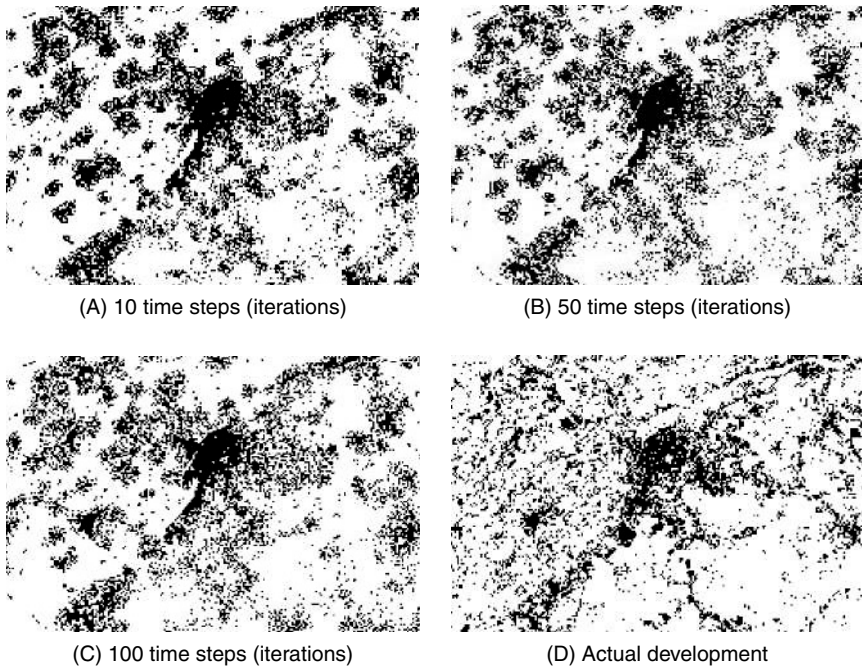 (A) 10 time steps (iterations)
(B) 50 time steps (iterations)
(C) 100 time steps (iterations)
(D) Actual development